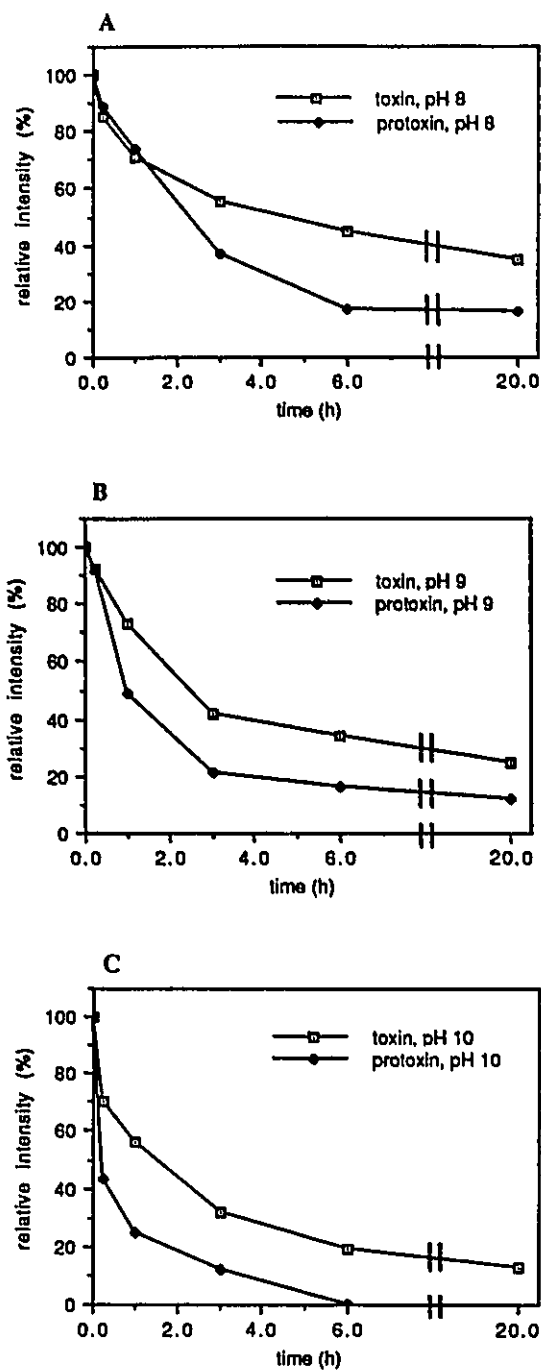 A
relative intensity (%)
100
80
60
40
20
0
toxin, pH 8
protoxin, pH 8
0.0 2.0 4.0 6.0 20.0
time (h)
B
relative intensity (%)
100
80
60
40
20
0
toxin, pH 9
protoxin, pH 9
0.0 2.0 4.0 6.0 20.0
time (h)
C
relative intensity (%)
100
80
60
40
20
0
toxin, pH 10
protoxin, pH 10
0.0 2.0 4.0 6.0 20.0
time (h)